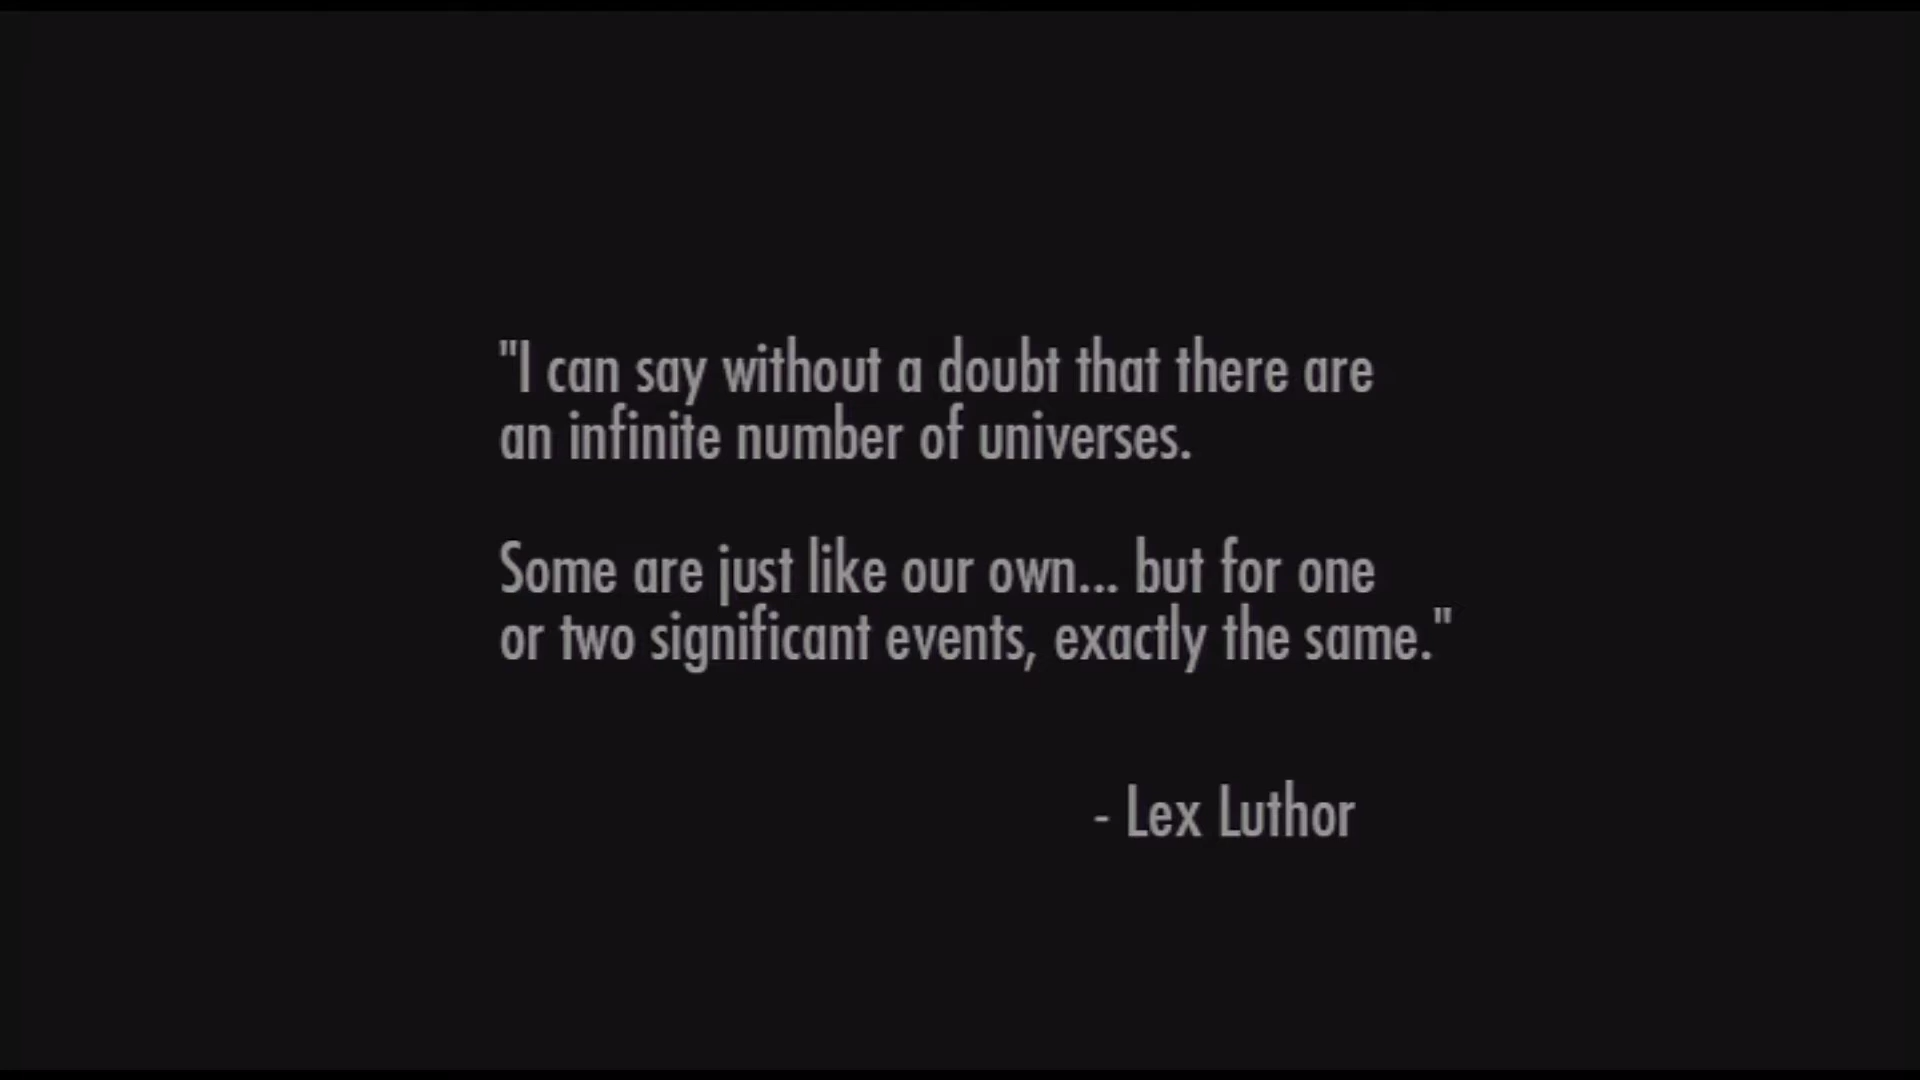 "I can say without a doubt that there are
an infinite number of universes.
Some are just like our own... but for one
or two significant events, exactly the same."
- Lex Luthor